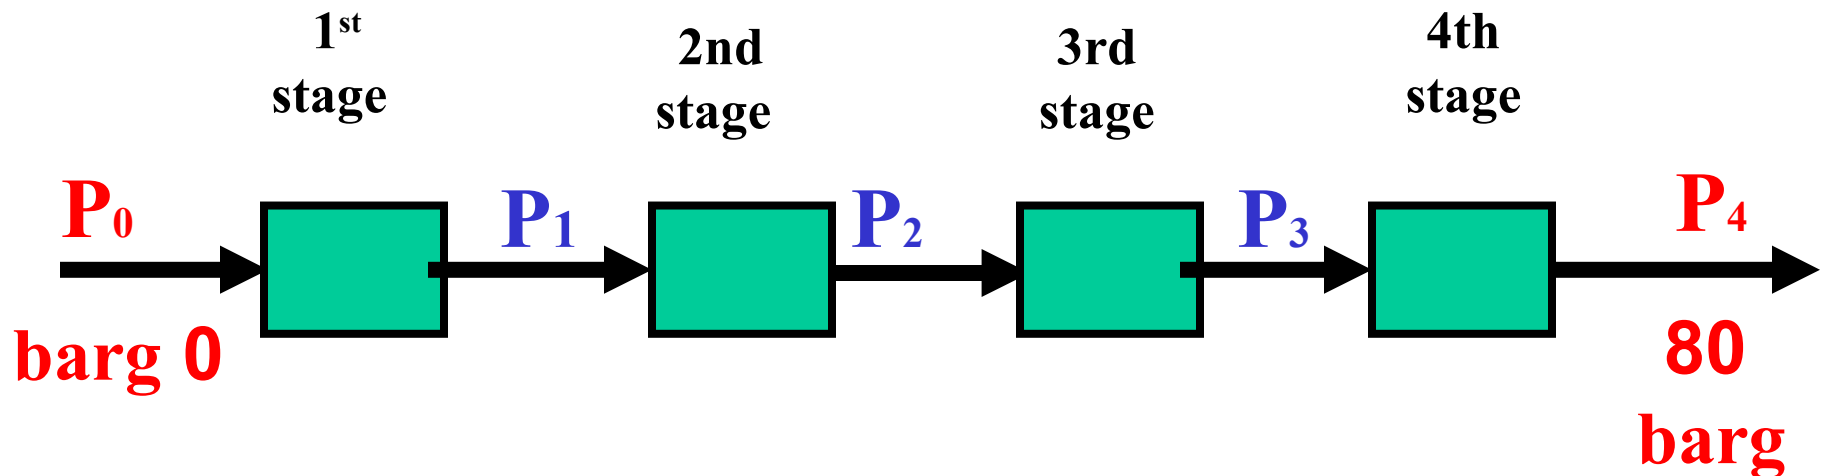 1st
stage
2nd
stage
3rd
stage
4th
stage
P0
P1
P2
P3
P4
barg 0
80
barg